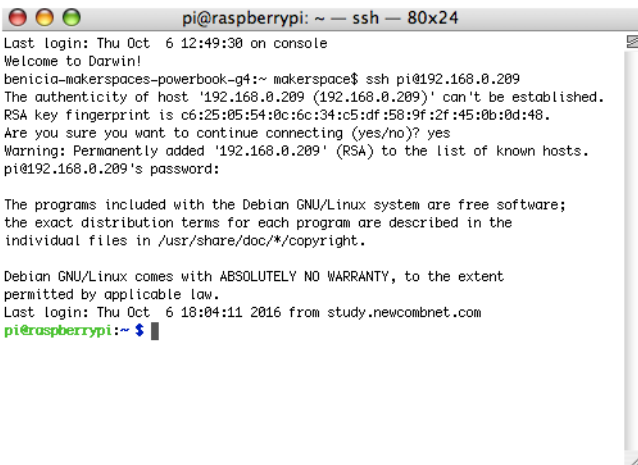 pi@raspberrypi: ~ — ssh — 80x24
Last login: Thu Oct  6 12:49:30 on console
Welcome to Darwin!
benicia-makerspaces-powerbook-g4:~ makerspace$ ssh pi@192.168.0.209
The authenticity of host '192.168.0.209 (192.168.0.209)' can't be established.
RSA key fingerprint is c6:25:05:54:0c:6c:34:c5:df:58:9f:2f:45:0b:0d:48.
Are you sure you want to continue connecting (yes/no)? yes
Warning: Permanently added '192.168.0.209' (RSA) to the list of known hosts.
pi@192.168.0.209's password:
The programs included with the Debian GNU/Linux system are free software;
the exact distribution terms for each program are described in the
individual files in /usr/share/doc/*/copyright.
Debian GNU/Linux comes with ABSOLUTELY NO WARRANTY, to the extent
permitted by applicable law.
Last login: Thu Oct  6 18:04:11 2016 from study.newcombnet.com
pi@raspberrypi:~ $